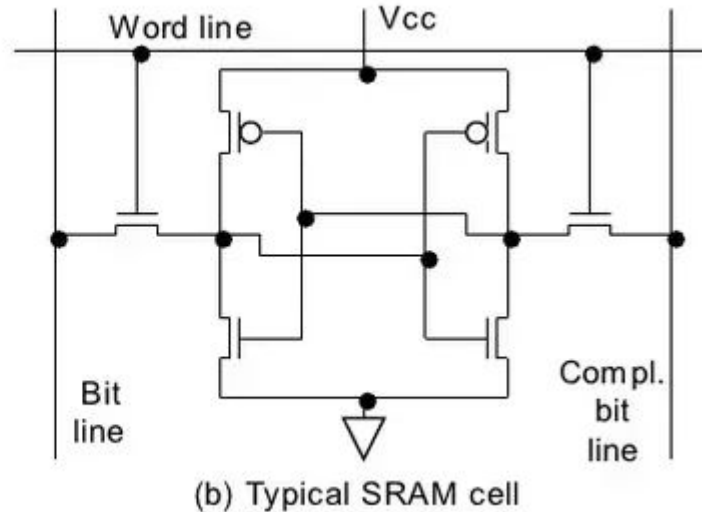 Word line
Vcc
Bit
line
Compl.
bit
line
(b) Typical SRAM cell